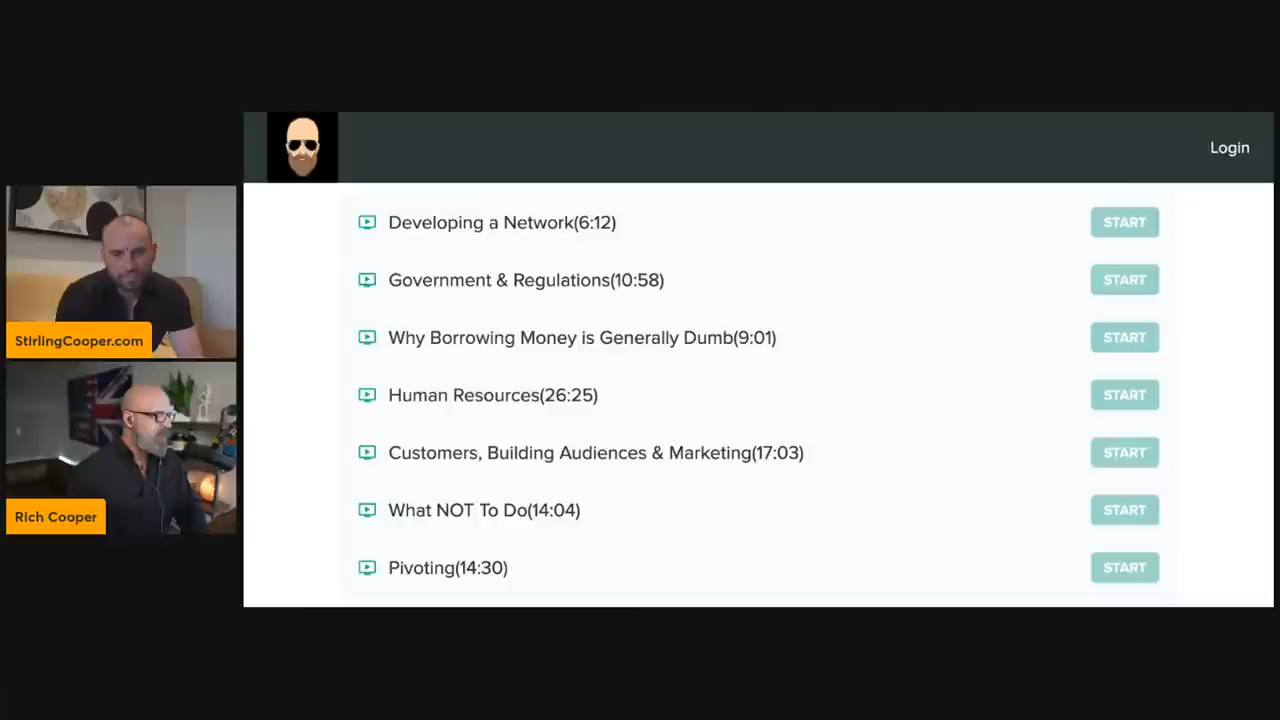 Login
Developing a Network(6:12)
START
Government & Regulations(10:58)
START
Why Borrowing Money is Generally Dumb(9:01)
START
Human Resources(26:25)
START
Customers, Building Audiences & Marketing(17:03)
START
What NOT To Do(14:04)
START
Pivoting(14:30)
START
StirlingCooper.com
Rich Cooper